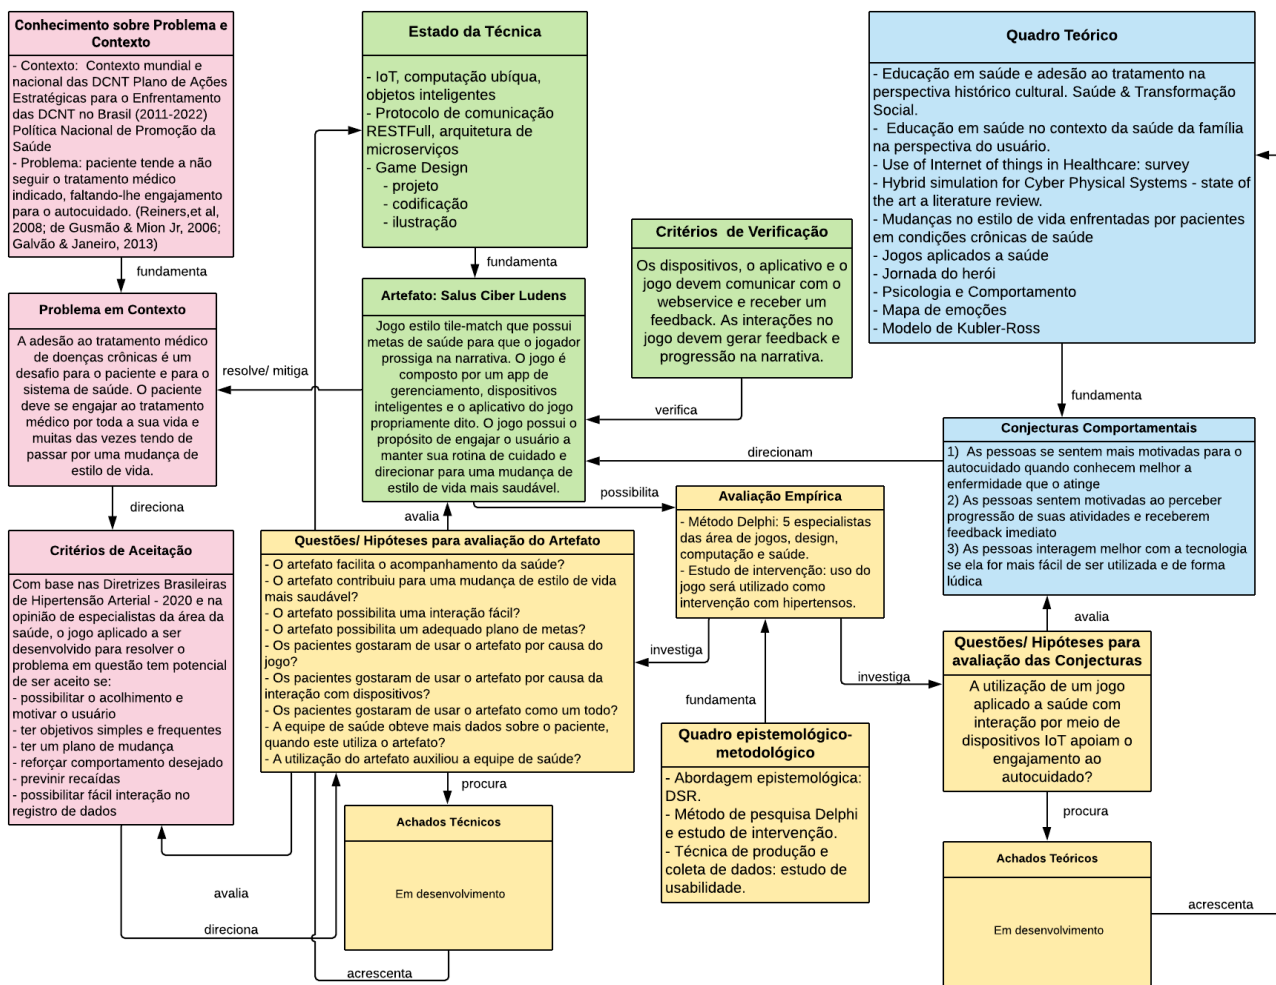 Conhecimento sobre Problema e
Contexto
- Contexto:  Contexto mundial e
nacional das DCNT Plano de Ações
Estratégicas para o Enfrentamento
das DCNT no Brasil (2011-2022)
Política Nacional de Promoção da
Saúde
- Problema: paciente tende a não
seguir o tratamento médico
indicado, faltando-lhe engajamento
para o autocuidado. (Reiners,et al,
2008; de Gusmão & Mion Jr, 2006;
Galvão & Janeiro, 2013)
fundamenta
Problema em Contexto
A adesão ao tratamento médico
de doenças crônicas é um
desafio para o paciente e para o
sistema de saúde. O paciente
deve se engajar ao tratamento
médico por toda a sua vida e
muitas das vezes tendo de
passar por uma mudança de
estilo de vida.
direciona
Critérios de Aceitação
Com base nas Diretrizes Brasileiras
de Hipertensão Arterial - 2020 e na
opinião de especialistas da área da
saúde, o jogo aplicado a ser
desenvolvido para resolver o
problema em questão tem potencial
de ser aceito se:
- possibilitar o acolhimento e
motivar o usuário
- ter objetivos simples e frequentes
- ter um plano de mudança
- reforçar comportamento desejado
- previnir recaídas
- possibilitar fácil interação no
registro de dados
avalia
direciona
Estado da Técnica
- IoT, computação ubíqua,
objetos inteligentes
- Protocolo de comunicação
RESTFull, arquitetura de
microserviços
- Game Design
- projeto
- codificação
- ilustração
fundamenta
Artefato: Salus Ciber Ludens
Jogo estilo tile-match que possui
metas de saúde para que o jogador
prossiga na narrativa. O jogo é
composto por um app de
gerenciamento, dispositivos
inteligentes e o aplicativo do jogo
propriamente dito. O jogo possui o
propósito de engajar o usuário a
manter sua rotina de cuidado e
direcionar para uma mudança de
estilo de vida mais saudável.
resolve/ mitiga
avalia
possibilita
Questões/ Hipóteses para avaliação do Artefato
- O artefato facilita o acompanhamento da saúde?
- O artefato contribuiu para uma mudança de estilo de vida
mais saudável?
- O artefato possibilita uma interação fácil?
- O artefato possibilita um adequado plano de metas?
- Os pacientes gostaram de usar o artefato por causa do
jogo?
- Os pacientes gostaram de usar o artefato por causa da
interação com dispositivos?
- Os pacientes gostaram de usar o artefato como um todo?
- A equipe de saúde obteve mais dados sobre o paciente,
quando este utiliza o artefato?
- A utilização do artefato auxiliou a equipe de saúde?
procura
Achados Técnicos
Em desenvolvimento
acrescenta
Critérios  de Verificação
Os dispositivos, o aplicativo e o
jogo devem comunicar com o
webservice e receber um
feedback. As interações no
jogo devem gerar feedback e
progressão na narrativa.
verifica
direcionam
Avaliação Empírica
- Método Delphi: 5 especialistas
das área de jogos, design,
computação e saúde.
- Estudo de intervenção: uso do
jogo será utilizado como
intervenção com hipertensos.
investiga
investiga
fundamenta
Quadro epistemológico-
metodológico
- Abordagem epistemológica:
DSR.
- Método de pesquisa Delphi
e estudo de intervenção.
- Técnica de produção e
coleta de dados: estudo de
usabilidade.
Quadro Teórico
- Educação em saúde e adesão ao tratamento na
perspectiva histórico cultural. Saúde & Transformação
Social.
-  Educação em saúde no contexto da saúde da família
na perspectiva do usuário.
- Use of Internet of things in Healthcare: survey
- Hybrid simulation for Cyber Physical Systems - state of
the art a literature review.
- Mudanças no estilo de vida enfrentadas por pacientes
em condições crônicas de saúde
- Jogos aplicados a saúde
- Jornada do herói
- Psicologia e Comportamento
- Mapa de emoções
- Modelo de Kubler-Ross
fundamenta
Conjecturas Comportamentais
1)  As pessoas se sentem mais motivadas para o
autocuidado quando conhecem melhor a
enfermidade que o atinge
2) As pessoas sentem motivadas ao perceber
progressão de suas atividades e receberem
feedback imediato
3) As pessoas interagem melhor com a tecnologia
se ela for mais fácil de ser utilizada e de forma
lúdica
avalia
Questões/ Hipóteses para
avaliação das Conjecturas
A utilização de um jogo
aplicado a saúde com
interação por meio de
dispositivos IoT apoiam o
engajamento ao
autocuidado?
procura
Achados Teóricos
Em desenvolvimento
acrescenta